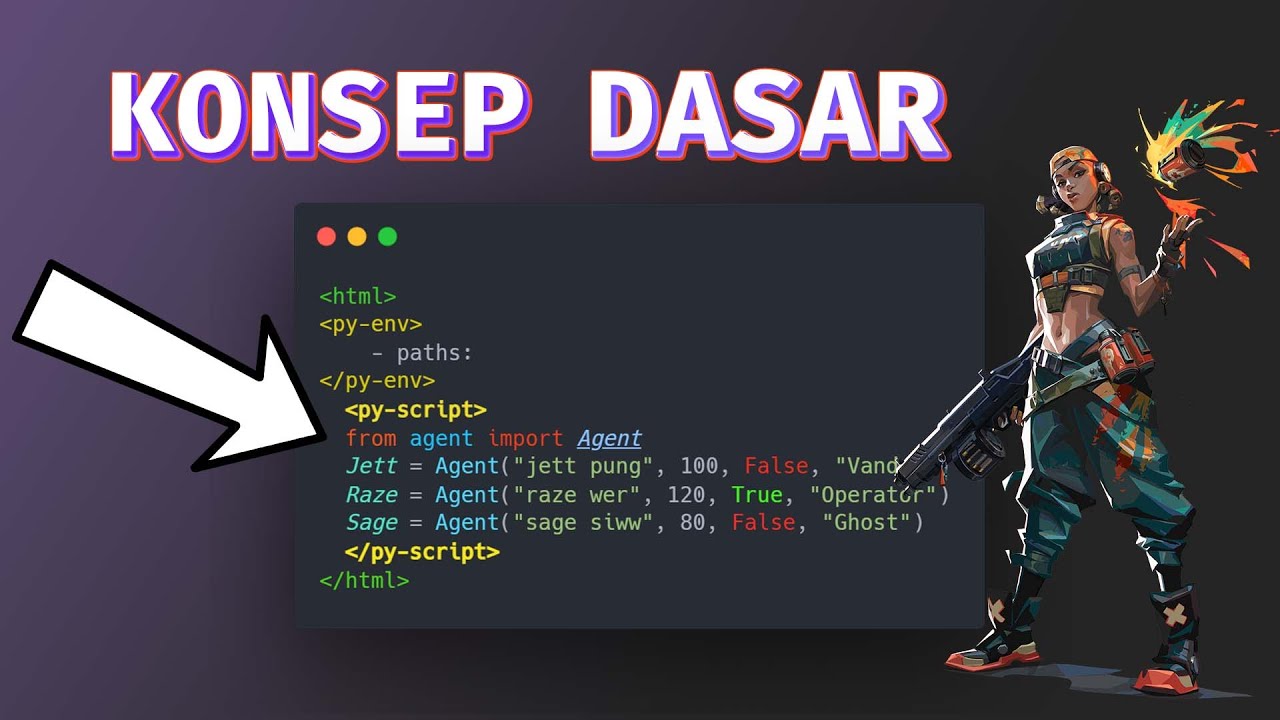 KONSEP DASAR
<html>
<py-env>
- paths:
</py-env>
<py-script>
from agent import Agent
Jett = Agent("jett pung", 100, False, "Vand
Raze = Agent("raze wer", 120, True, "Operator")
Sage = Agent("sage siww", 80, False, "Ghost")
</py-script>
</html>